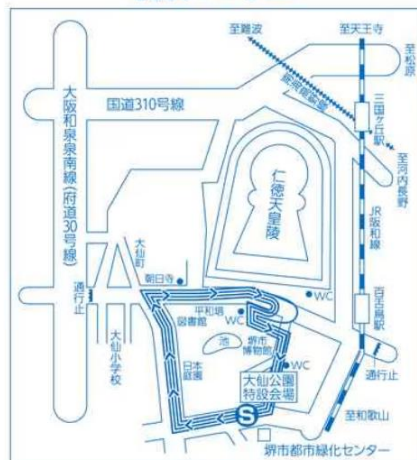 至難波
至天王寺
至松原
南海高野線
国道310号線
三国ヶ丘駅
大阪和泉泉南線(府道30号線)
仁徳天皇陵
至河内長野
JR阪和線
大仙町
通行止
朝日寺
WC
平和塔
図書館
WC
百舌鳥駅
大仙小学校
池
堺市博物館
WC
日本庭園
大仙公園
特設会場
通行止
S
至和歌山
堺市都市緑化センター